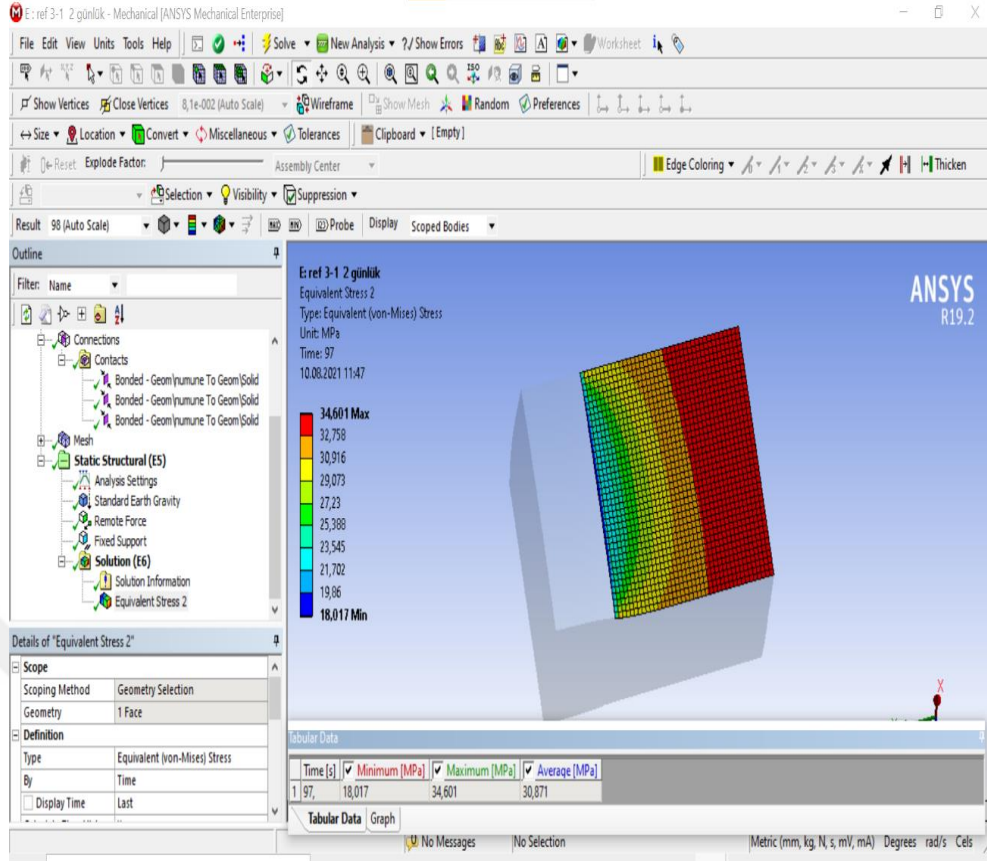 E : ref 3-1 2 günlük - Mechanical [ANSYS Mechanical Enterprise]
File Edit View Units Tools Help Solve New Analysis ?/ Show Errors Worksheet
Show Vertices Close Vertices 8,1e-002 (Auto Scale) Wireframe Show Mesh Random Preferences
Size Location Convert Miscellaneous Tolerances Clipboard [Empty]
Reset Explode Factor: Assembly Center Edge Coloring Thicken
Selection Visibility Suppression
Result 98 (Auto Scale) Probe Display Scoped Bodies
Outline
Filter: Name
Connections
Contacts
Bonded - Geom\numune To Geom\Solid
Bonded - Geom\numune To Geom\Solid
Bonded - Geom\numune To Geom\Solid
Mesh
Static Structural (E5)
Analysis Settings
Standard Earth Gravity
Remote Force
Fixed Support
Solution (E6)
Solution Information
Equivalent Stress 2
Details of "Equivalent Stress 2"
Scope
Scoping Method Geometry Selection
Geometry 1 Face
Definition
Type Equivalent (von-Mises) Stress
By Time
Display Time Last
E: ref 3-1 2 günlük
Equivalent Stress 2
Type: Equivalent (von-Mises) Stress
Unit: MPa
Time: 97
10.08.2021 11:47
34,601 Max
32,758
30,916
29,073
27,23
25,388
23,545
21,702
19,86
18,017 Min
ANSYS
R19.2
X
Tabular Data
Time [s] Minimum [MPa] Maximum [MPa] Average [MPa]
1 97, 18,017 34,601 30,871
Tabular Data Graph
No Messages No Selection Metric (mm, kg, N, s, mV, mA) Degrees rad/s Cels